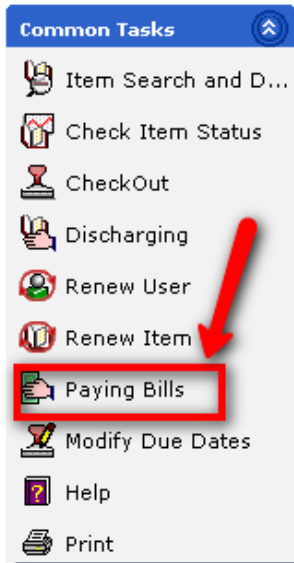 Common Tasks
Item Search and D...
Check Item Status
CheckOut
Discharging
Renew User
Renew Item
Paying Bills
Modify Due Dates
Help
Print